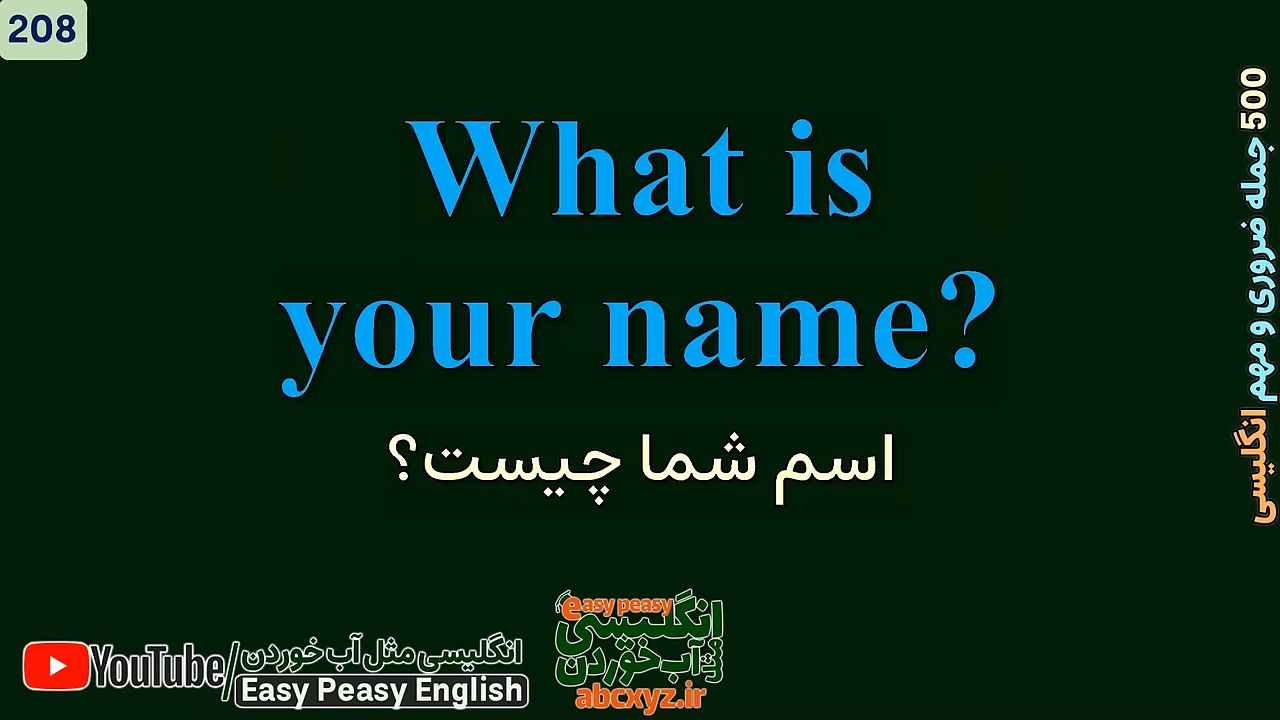 208
What is
your name?
اسم شما چیست؟
500 جمله ضروری و مهم انگلیسی
YouTube/انگلیسی مثل آب خوردن
Easy Peasy English
easy peasy
انگلیسی
مثل آب خوردن
abcxyz.ir